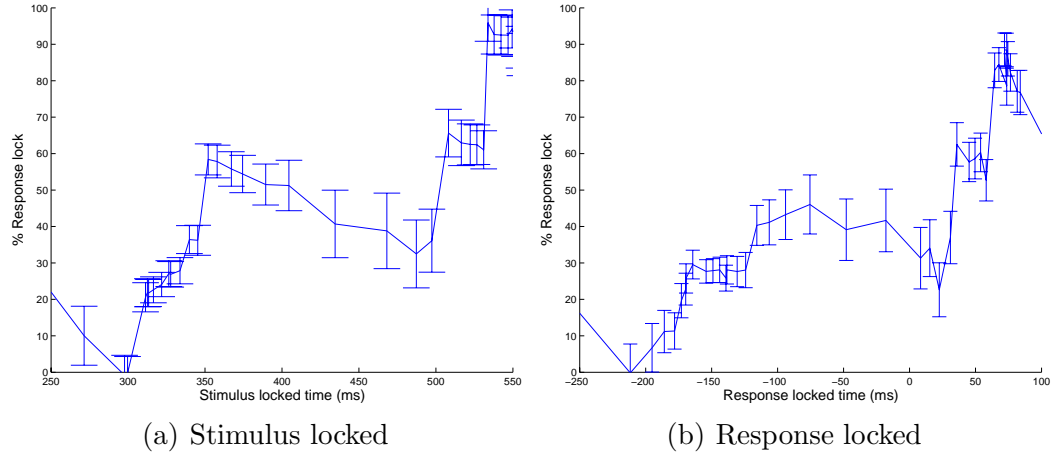 % Response lock
100
90
80
70
60
50
40
30
20
10
0
250 300 350 400 450 500 550
Stimulus locked time (ms)
(a) Stimulus locked
% Response lock
100
90
80
70
60
50
40
30
20
10
0
−250 −200 −150 −100 −50 0 50 100
Response locked time (ms)
(b) Response locked